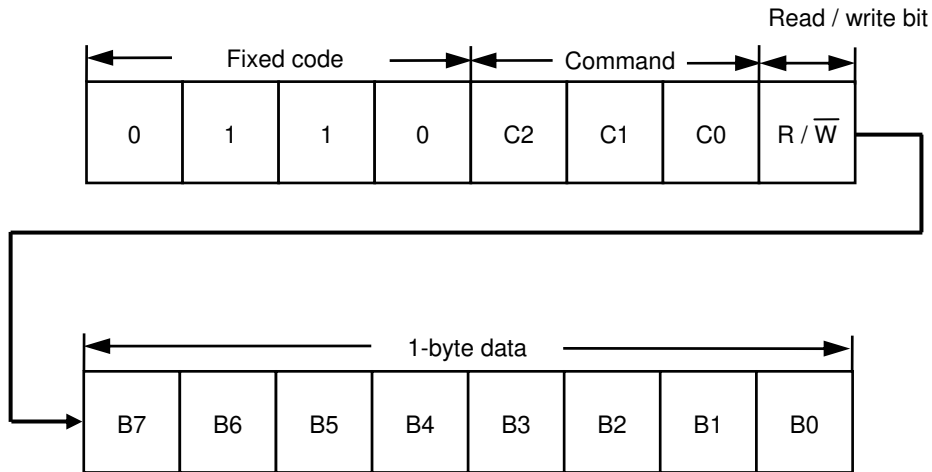 Read / write bit
Fixed code Command
0 1 1 0 C2 C1 C0 R / W̅
1-byte data
B7 B6 B5 B4 B3 B2 B1 B0